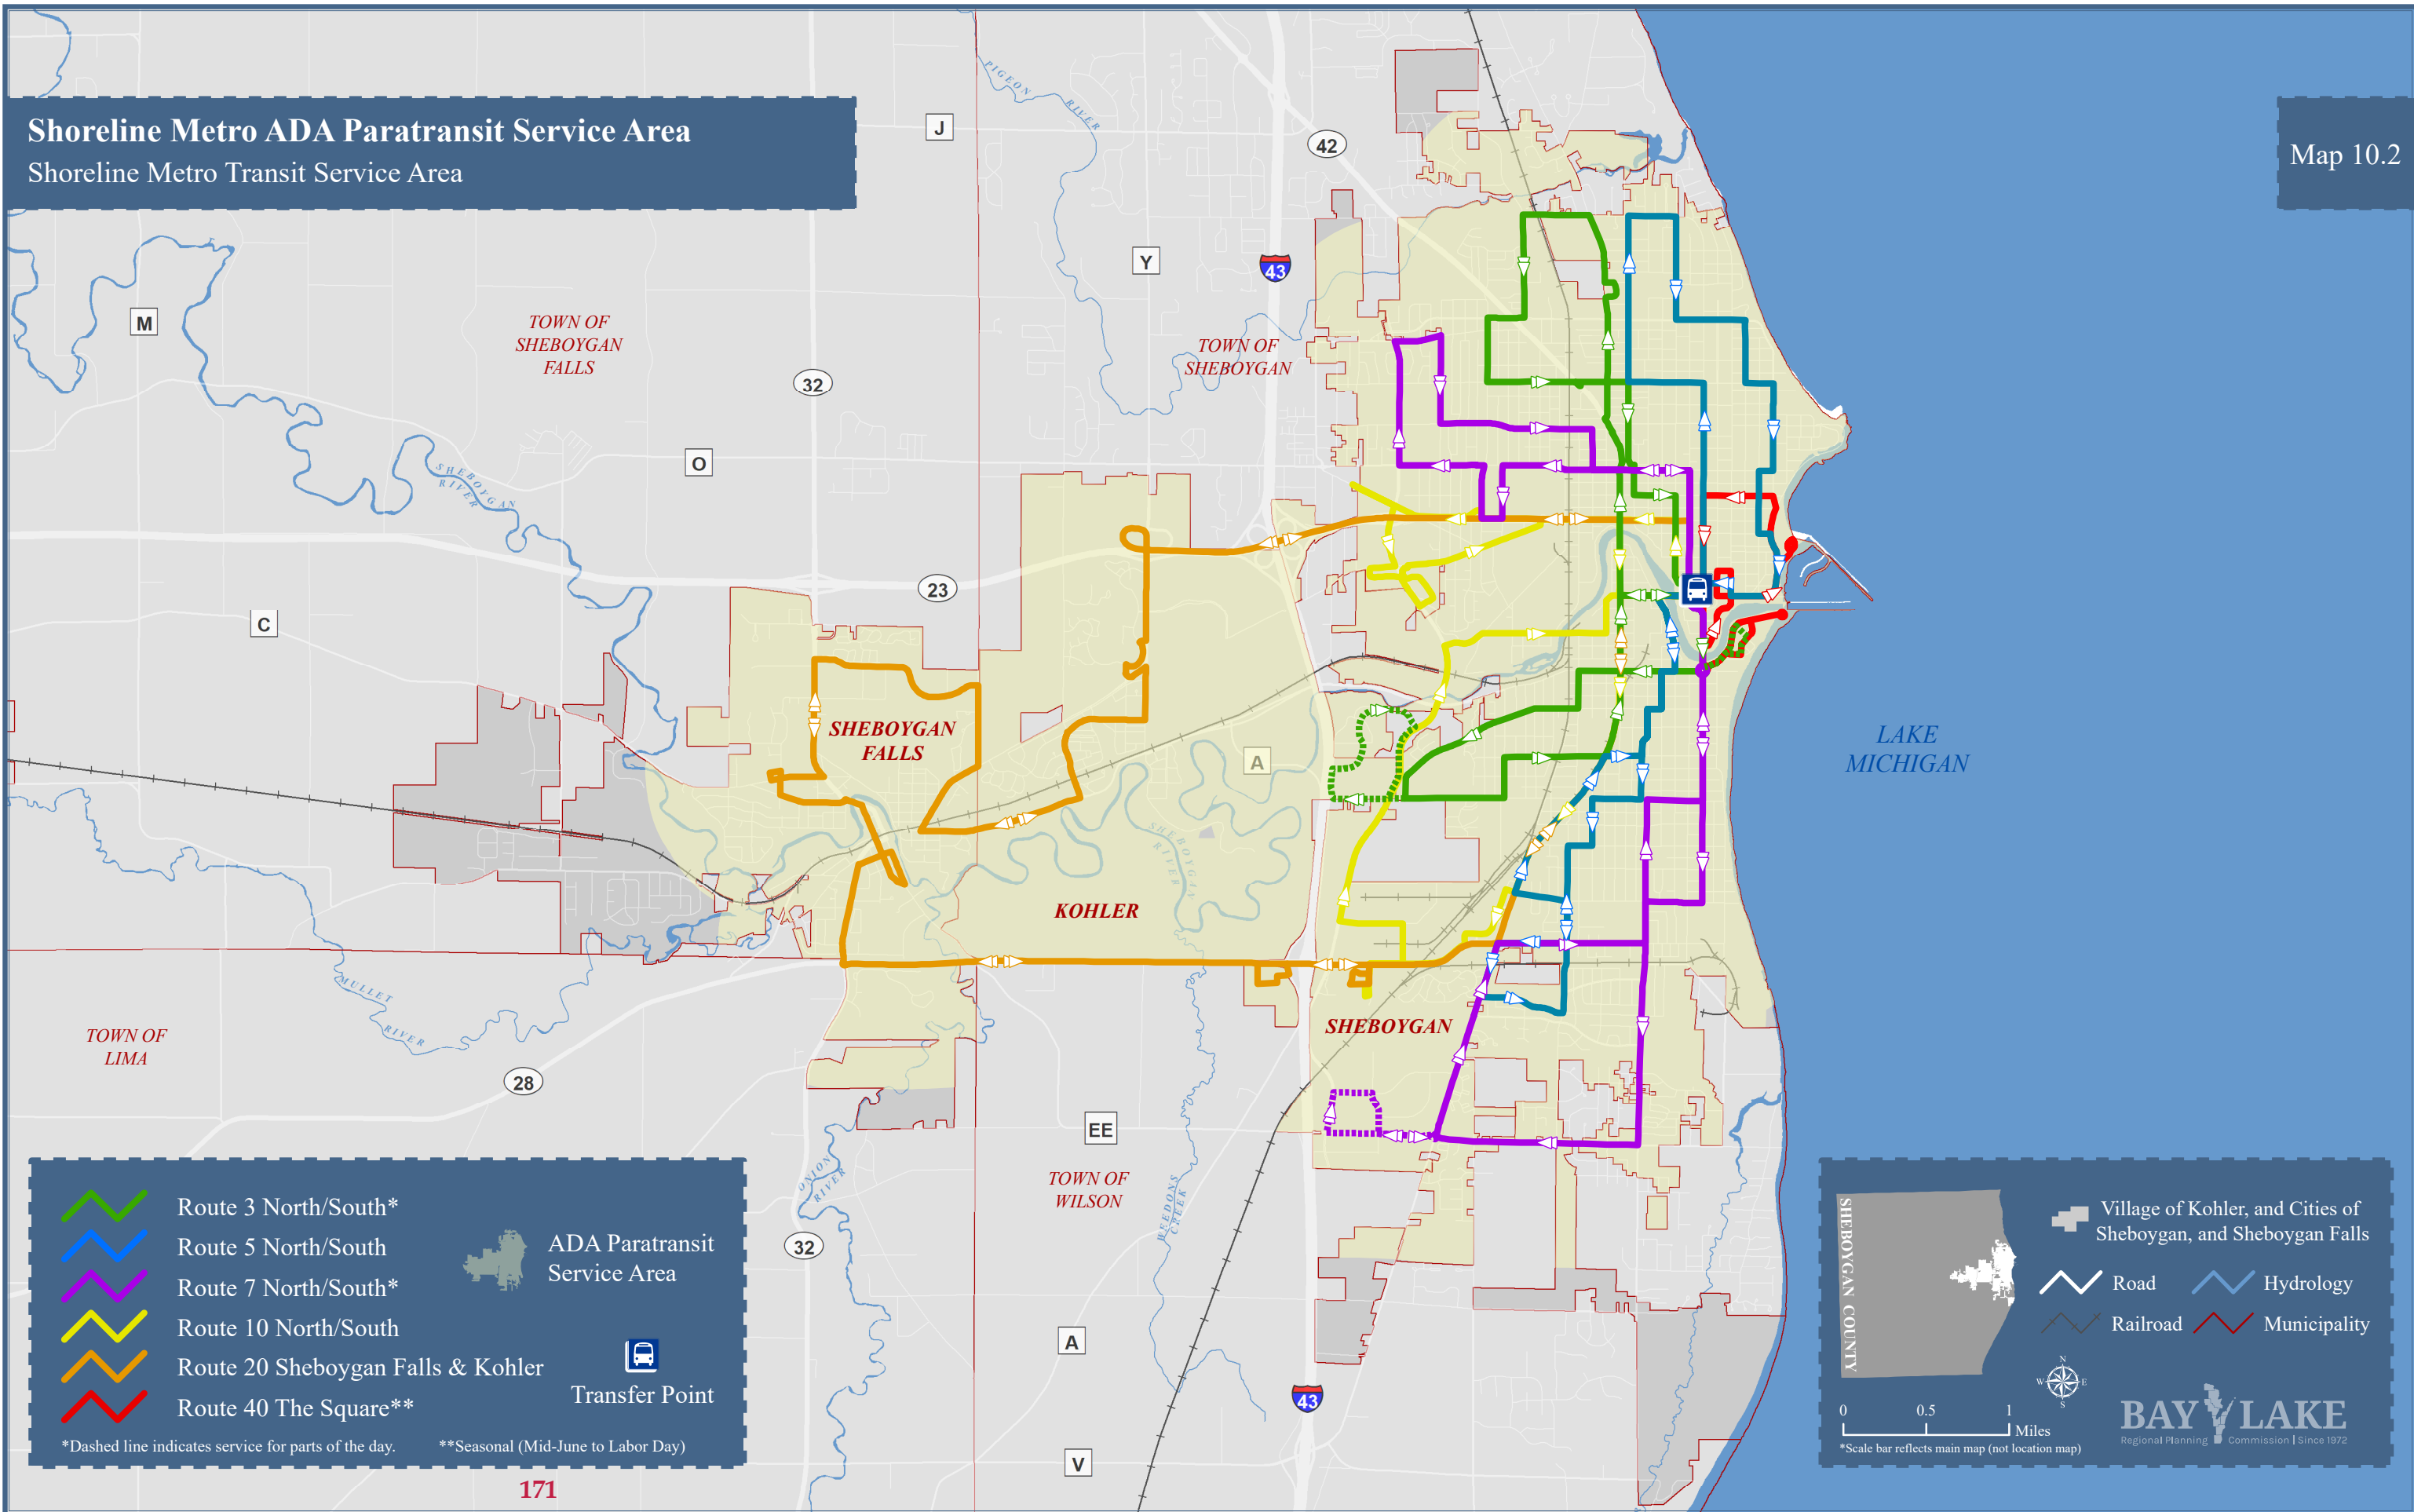 Shoreline Metro ADA Paratransit Service Area
Shoreline Metro Transit Service Area
Map 10.2
PIGEON RIVER
J
42
Y
43
M
TOWN OF
SHEBOYGAN
FALLS
TOWN OF
SHEBOYGAN
32
O
SHEBOYGAN
RIVER
23
C
SHEBOYGAN
FALLS
A
LAKE
MICHIGAN
SHEBOYGAN
RIVER
KOHLER
MULLET
RIVER
SHEBOYGAN
TOWN OF
LIMA
28
EE
ONION
RIVER
TOWN OF
WILSON
WEEDONS
CREEK
32
A
43
V
Route 3 North/South*
Route 5 North/South
Route 7 North/South*
Route 10 North/South
Route 20 Sheboygan Falls & Kohler
Route 40 The Square**
ADA Paratransit
Service Area
Transfer Point
*Dashed line indicates service for parts of the day.
**Seasonal (Mid-June to Labor Day)
171
SHEBOYGAN COUNTY
Village of Kohler, and Cities of
Sheboygan, and Sheboygan Falls
Road
Hydrology
Railroad
Municipality
N
W E
S
0 0.5 1
Miles
*Scale bar reflects main map (not location map)
BAY LAKE
Regional Planning Commission | Since 1972